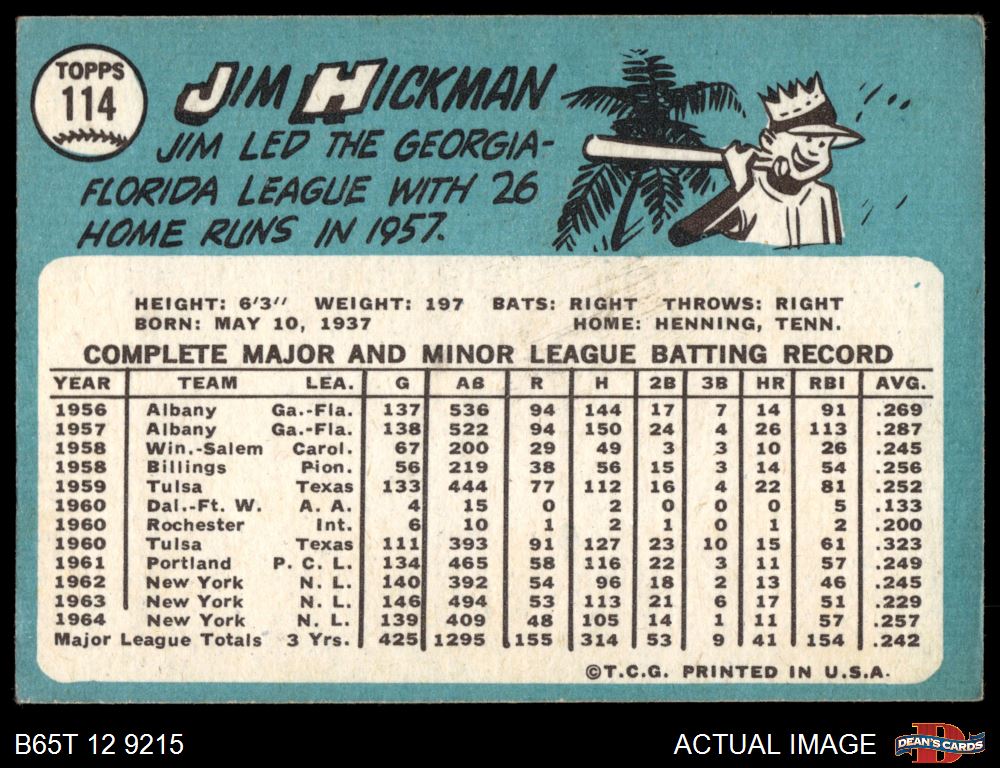 TOPPS
114
JIM HICKMAN
JIM LED THE GEORGIA-
FLORIDA LEAGUE WITH 26
HOME RUNS IN 1957.
HEIGHT: 6'3" WEIGHT: 197 BATS: RIGHT THROWS: RIGHT
BORN: MAY 10, 1937 HOME: HENNING, TENN.
COMPLETE MAJOR AND MINOR LEAGUE BATTING RECORD
YEAR TEAM LEA. G AB R H 2B 3B HR RBI AVG.
1956 Albany Ga.-Fla. 137 536 94 144 17 7 14 91 .269
1957 Albany Ga.-Fla. 138 522 94 150 24 4 26 113 .287
1958 Win.-Salem Carol. 67 200 29 49 3 3 10 26 .245
1958 Billings Pion. 56 219 38 56 15 3 14 54 .256
1959 Tulsa Texas 133 444 77 112 16 4 22 81 .252
1960 Dal.-Ft. W. A. A. 4 15 0 2 0 0 0 5 .133
1960 Rochester Int. 6 10 1 2 1 0 1 2 .200
1960 Tulsa Texas 111 393 91 127 23 10 15 61 .323
1961 Portland P. C. L. 134 465 58 116 22 3 11 57 .249
1962 New York N. L. 140 392 54 96 18 2 13 46 .245
1963 New York N. L. 146 494 53 113 21 6 17 51 .229
1964 New York N. L. 139 409 48 105 14 1 11 57 .257
Major League Totals 3 Yrs. 425 1295 155 314 53 9 41 154 .242
©T.C.G. PRINTED IN U.S.A.
B65T 12 9215 ACTUAL IMAGE DEAN'S CARDS